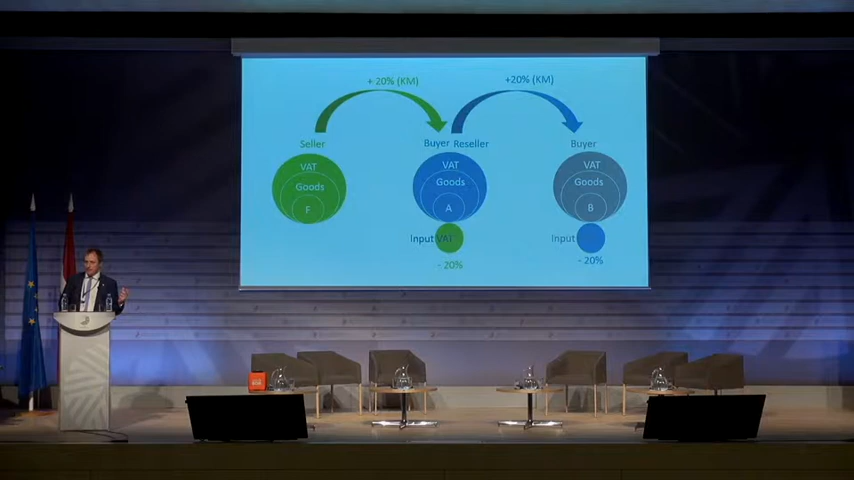 + 20% (KM)
+20% (KM)
Seller
Buyer Reseller
Buyer
VAT
Goods
F
VAT
Goods
A
VAT
Goods
B
Input VAT
- 20%
Input
- 20%